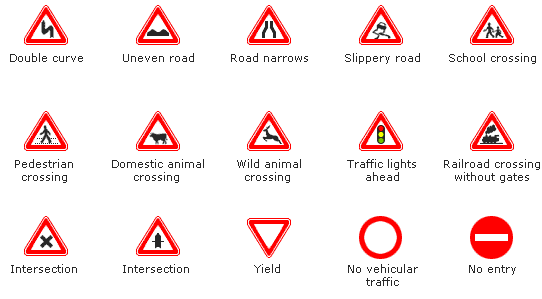 Double curve
Uneven road
Road narrows
Slippery road
School crossing
Pedestrian
crossing
Domestic animal
crossing
Wild animal
crossing
Traffic lights
ahead
Railroad crossing
without gates
Intersection
Intersection
Yield
No vehicular
traffic
No entry